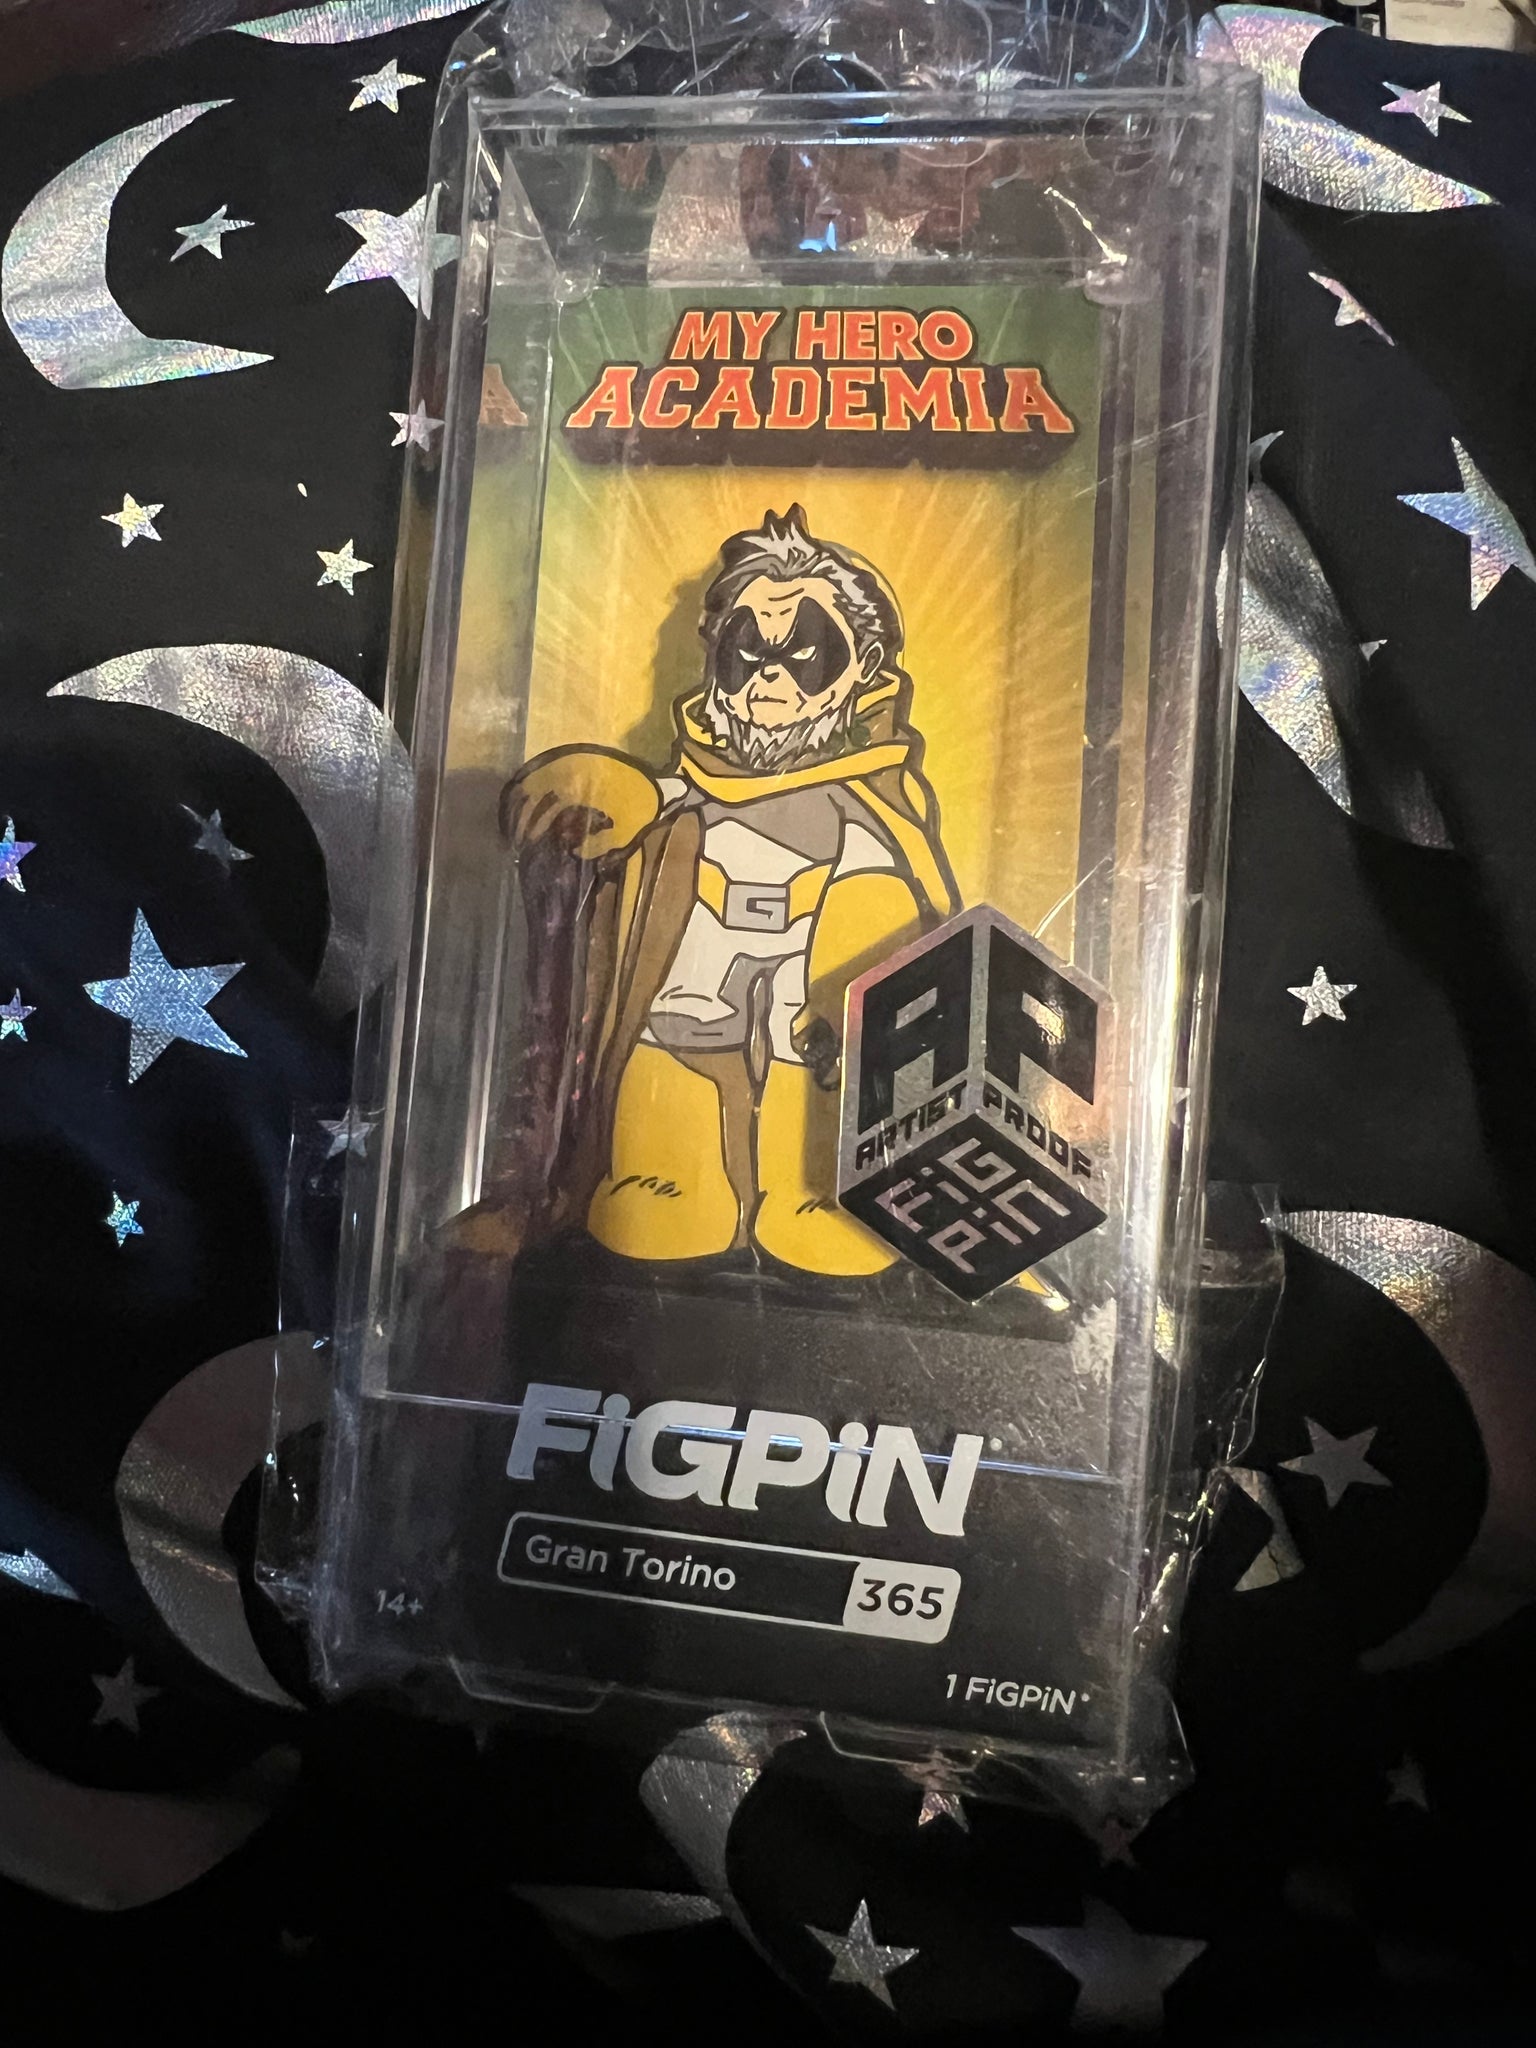 MY HERO
ACADEMIA
A
G
AP
ARTIST PROOF
FiGPiN
FiGPiN
Gran Torino 365
14+
1 FiGPiN